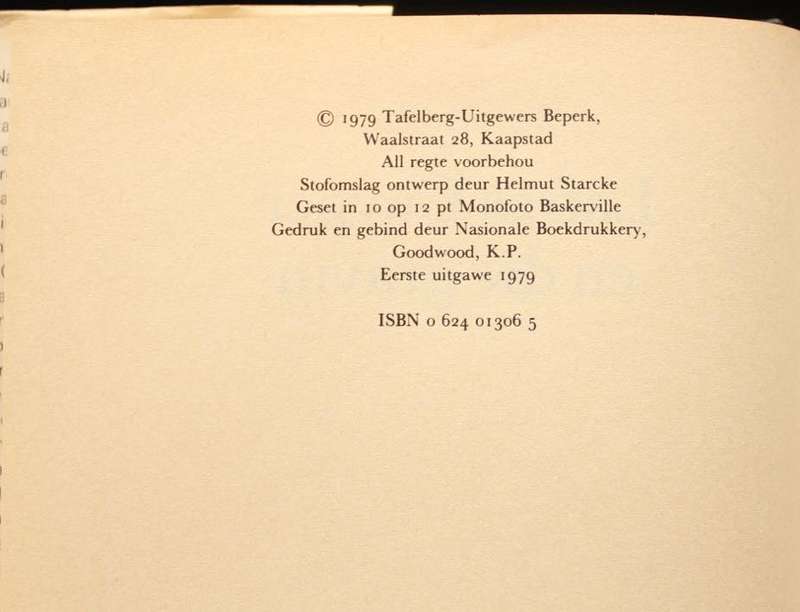 © 1979 Tafelberg-Uitgewers Beperk,
Waalstraat 28, Kaapstad
All regte voorbehou
Stofomslag ontwerp deur Helmut Starcke
Geset in 10 op 12 pt Monofoto Baskerville
Gedruk en gebind deur Nasionale Boekdrukkery,
Goodwood, K.P.
Eerste uitgawe 1979
ISBN 0 624 01306 5